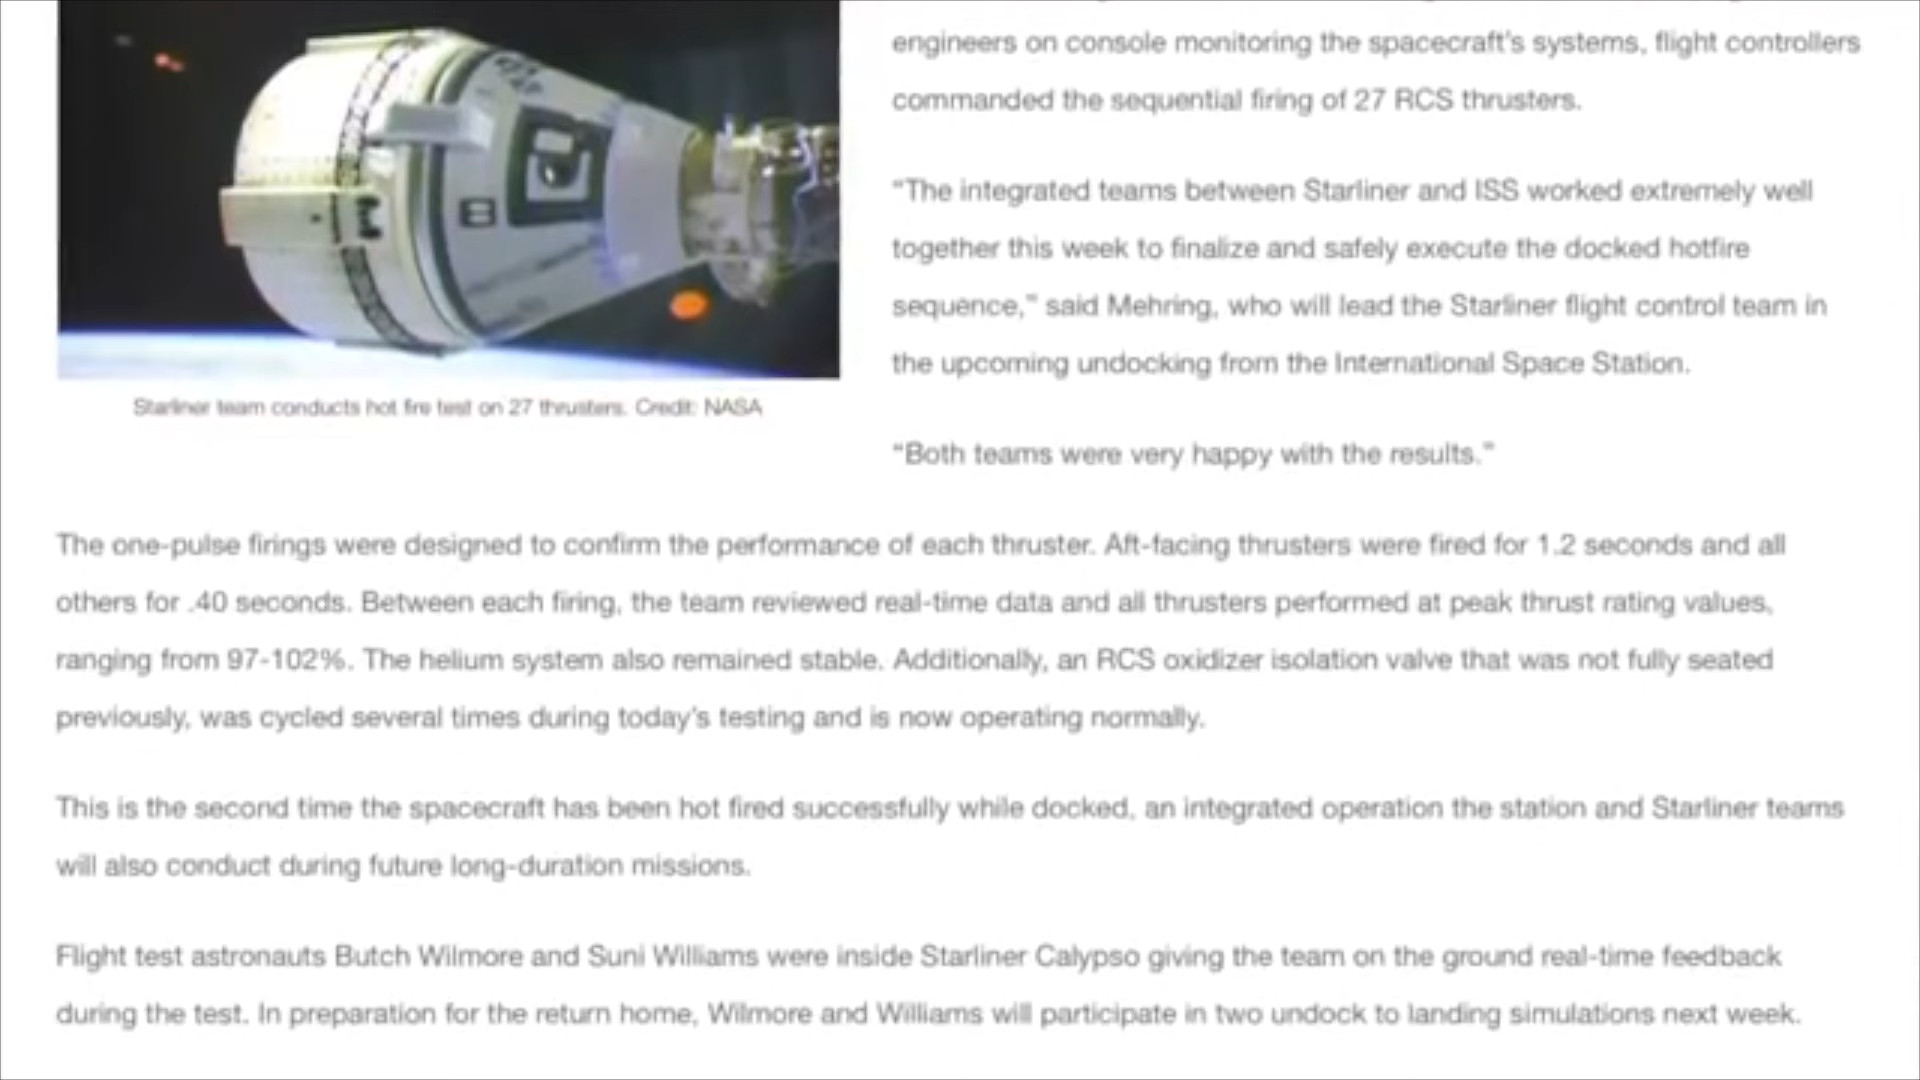 engineers on console monitoring the spacecraft's systems, flight controllers
commanded the sequential firing of 27 RCS thrusters.
"The integrated teams between Starliner and ISS worked extremely well
together this week to finalize and safely execute the docked hotfire
sequence," said Mehring, who will lead the Starliner flight control team in
the upcoming undocking from the International Space Station.
"Both teams were very happy with the results."
Starliner team conducts hot fire test on 27 thrusters. Credit: NASA
The one-pulse firings were designed to confirm the performance of each thruster. Aft-facing thrusters were fired for 1.2 seconds and all
others for .40 seconds. Between each firing, the team reviewed real-time data and all thrusters performed at peak thrust rating values,
ranging from 97-102%. The helium system also remained stable. Additionally, an RCS oxidizer isolation valve that was not fully seated
previously, was cycled several times during today's testing and is now operating normally.
This is the second time the spacecraft has been hot fired successfully while docked, an integrated operation the station and Starliner teams
will also conduct during future long-duration missions.
Flight test astronauts Butch Wilmore and Suni Williams were inside Starliner Calypso giving the team on the ground real-time feedback
during the test. In preparation for the return home, Wilmore and Williams will participate in two undock to landing simulations next week.